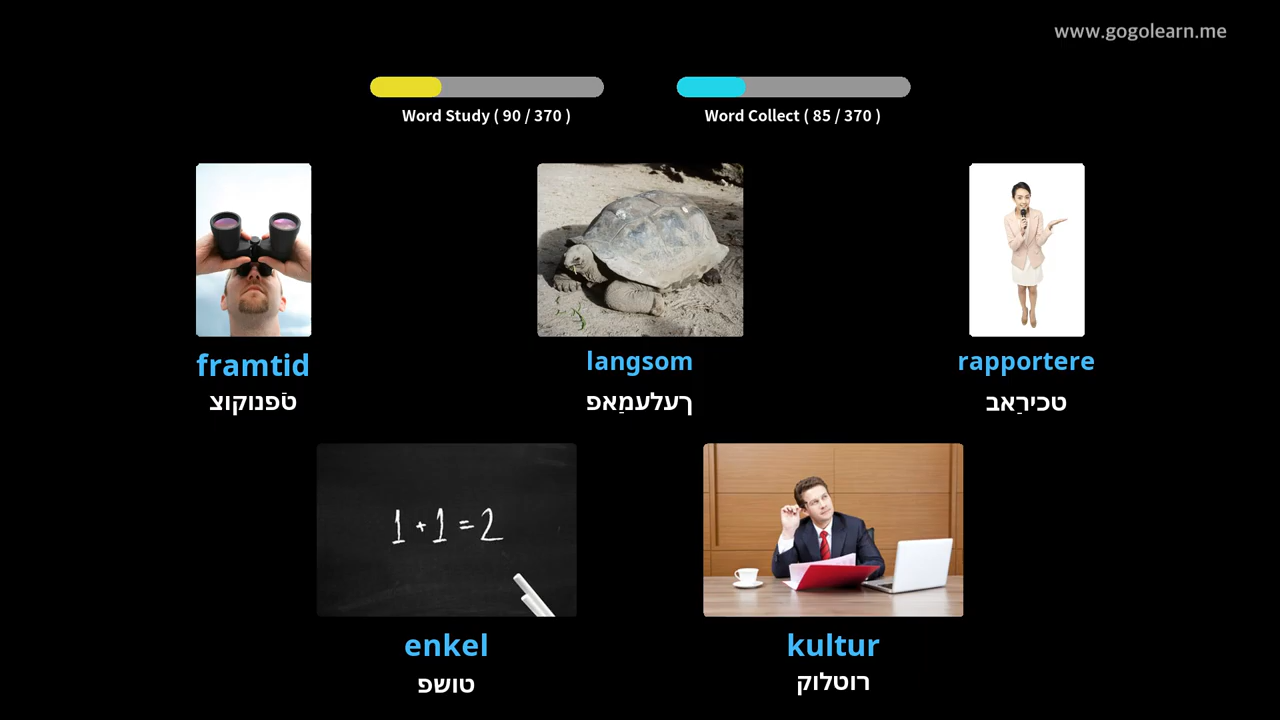 www.gogolearn.me
Word Study ( 90 / 370 )
Word Collect ( 85 / 370 )
framtid
צוקונפֿט
langsom
פּאַמעלעך
rapportere
באַריכט
1 + 1 = 2
enkel
פשוט
kultur
קולטור